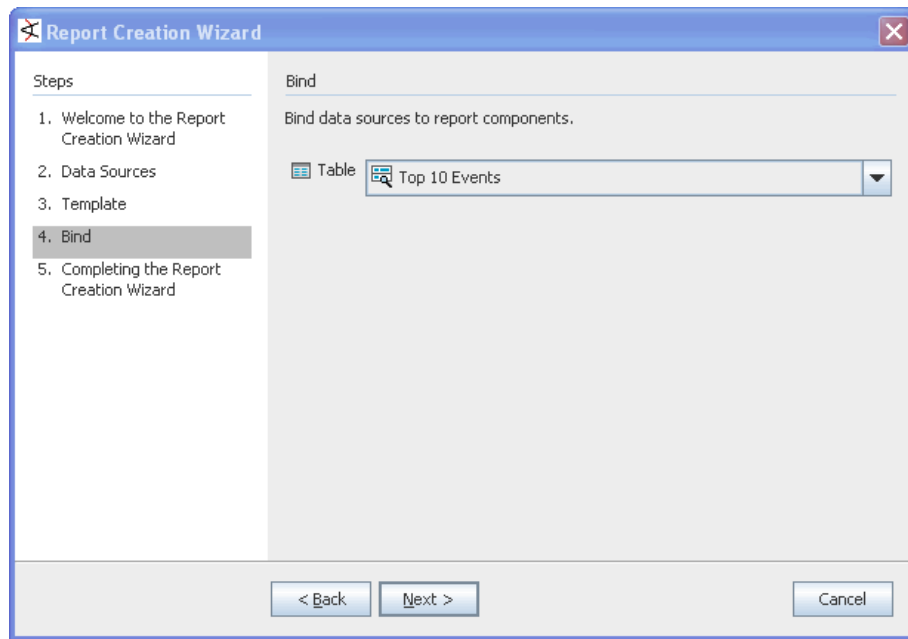 Report Creation Wizard
Steps
1. Welcome to the Report
Creation Wizard
2. Data Sources
3. Template
4. Bind
5. Completing the Report
Creation Wizard
Bind
Bind data sources to report components.
Table
Top 10 Events
< Back
Next >
Cancel